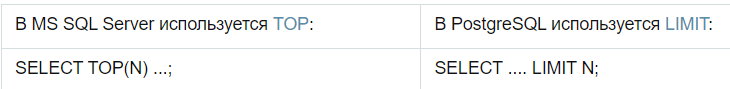 В MS SQL Server используется TOP:
В PostgreSQL используется LIMIT:
SELECT TOP(N) ...;
SELECT .... LIMIT N;